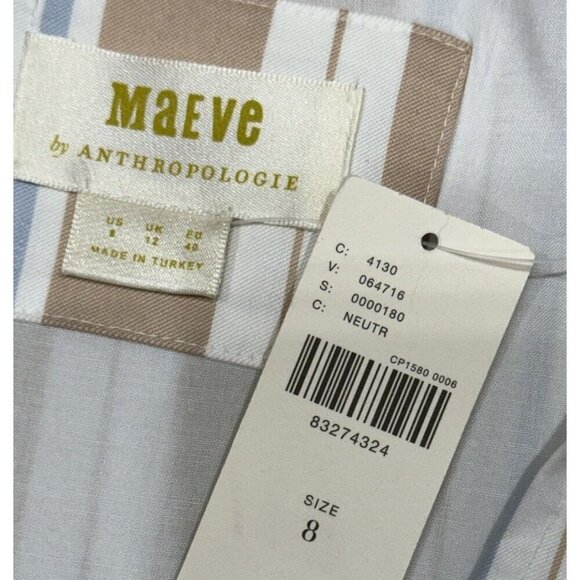 MaEve
by ANTHROPOLOGIE
US UK EU
8 12 40
MADE IN TURKEY
C: 4130
V: 064716
S: 0000180
C: NEUTR
CP1580 0006
83274324
SIZE
8